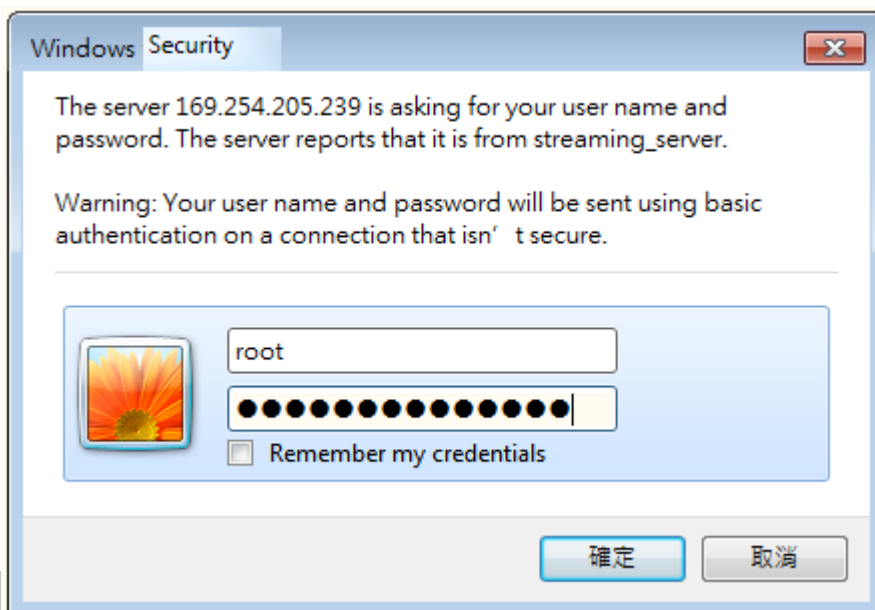 Windows Security
The server 169.254.205.239 is asking for your user name and
password. The server reports that it is from streaming_server.
Warning: Your user name and password will be sent using basic
authentication on a connection that isn’ t secure.
root
●●●●●●●●●●●●●●
Remember my credentials
確定 取消